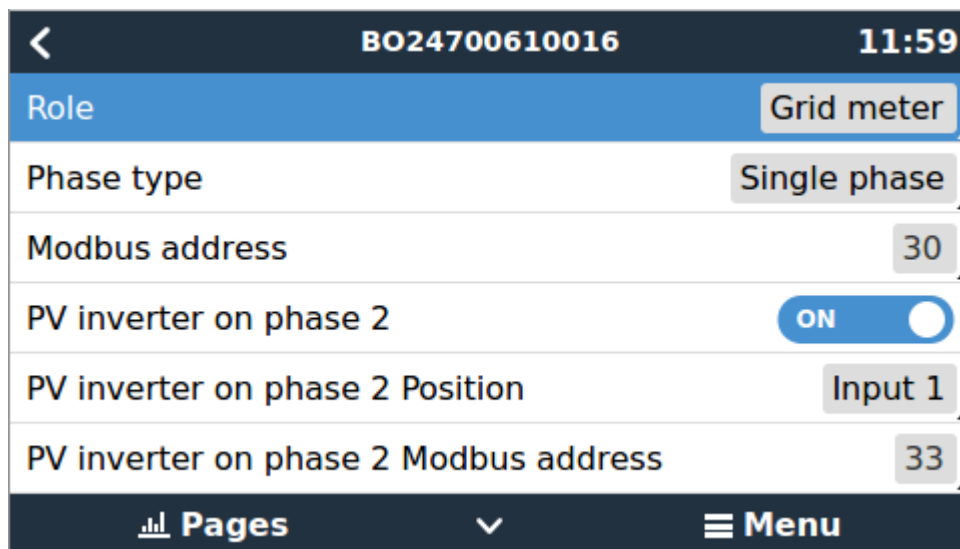 BO24700610016 11:59
Role Grid meter
Phase type Single phase
Modbus address 30
PV inverter on phase 2 ON
PV inverter on phase 2 Position Input 1
PV inverter on phase 2 Modbus address 33
Pages Menu